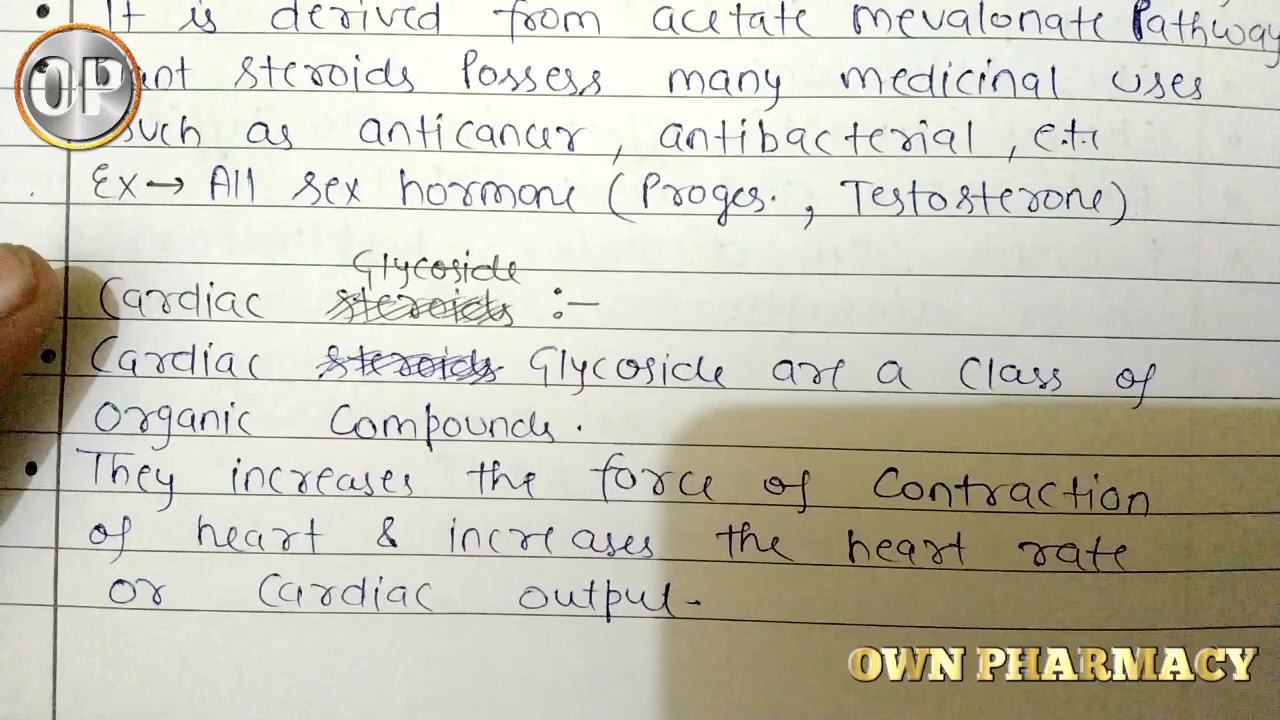 It is derived from acetate mevalonate Pathway
Plant steroids Possess many medicinal uses
such as anticancer, antibacterial, etc
Ex → All sex hormone (Proges. , Testosterone)
Glycoside
Cardiac steroids :-
Cardiac steroids Glycoside are a Class of
Organic Compounds.
They increases the force of Contraction
of heart & increases the heart rate
or Cardiac output.
OP
OWN PHARMACY